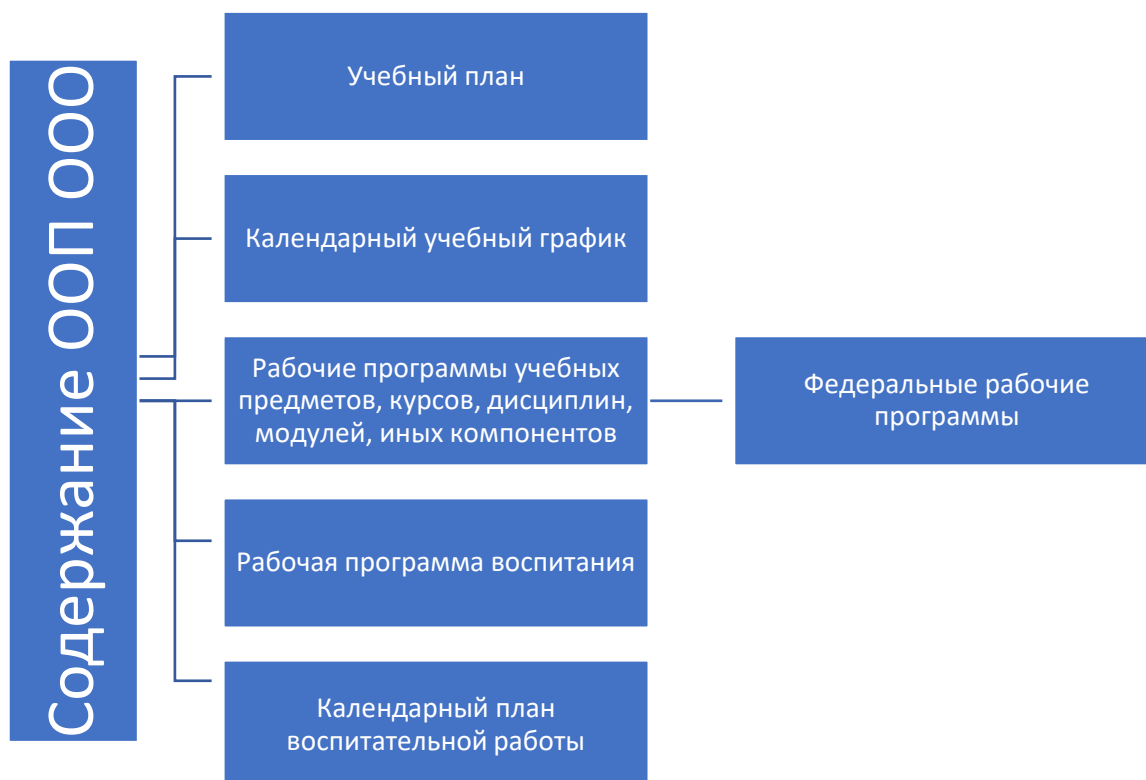 Содержание ООП ООО
Учебный план
Календарный учебный график
Рабочие программы учебных
предметов, курсов, дисциплин,
модулей, иных компонентов
Федеральные рабочие
программы
Рабочая программа воспитания
Календарный план
воспитательной работы